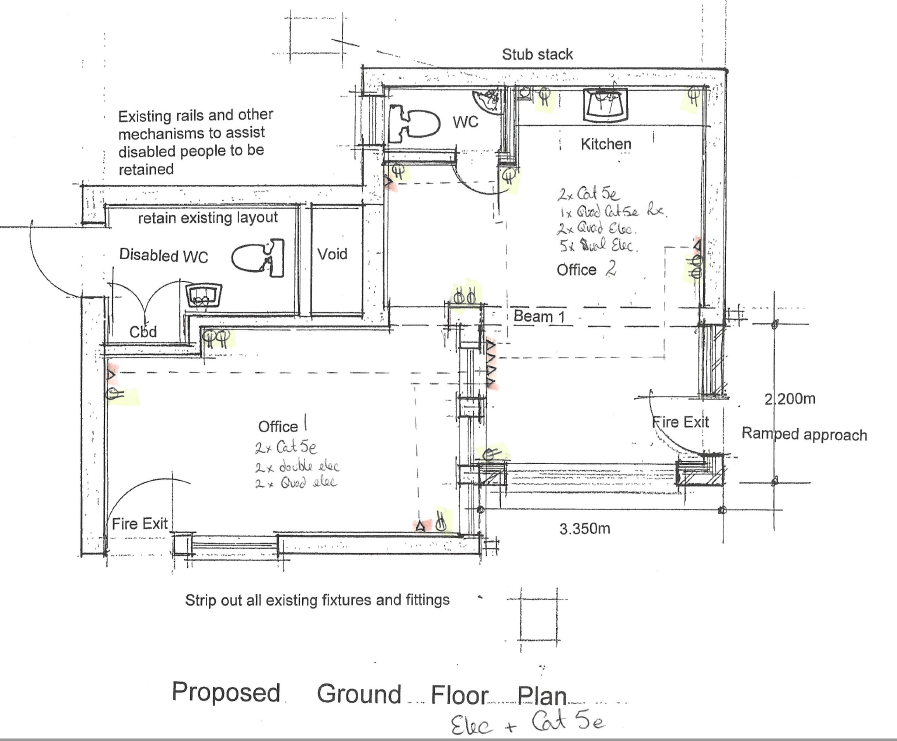 Stub stack
Existing rails and other
mechanisms to assist
disabled people to be
retained
WC
Kitchen
retain existing layout
Disabled WC
Void
Cbd
2x Cat 5e
1x Quad Cat 5e
2x Quad Elec.
5x Dual Elec.
Office 2
Beam 1
2.200m
Fire Exit
Ramped approach
Office 1
2x Cat 5e
2x double elec
2x Quad elec
Fire Exit
3.350m
Strip out all existing fixtures and fittings
Proposed Ground Floor Plan
Elec + Cat 5e